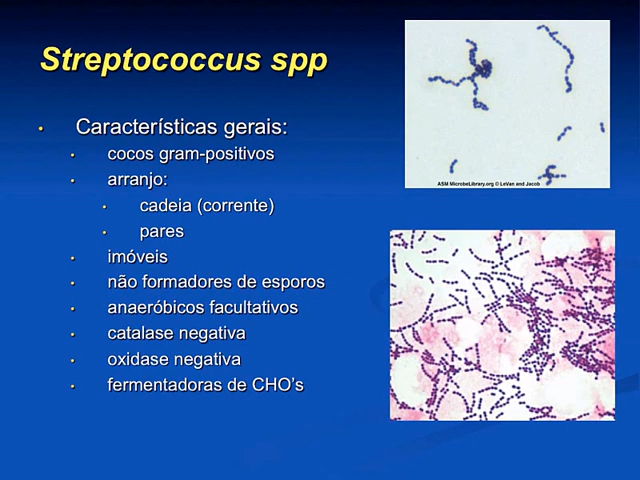 Streptococcus spp
• Características gerais:
• cocos gram-positivos
• arranjo:
• cadeia (corrente)
• pares
• imóveis
• não formadores de esporos
• anaeróbicos facultativos
• catalase negativa
• oxidase negativa
• fermentadoras de CHO’s
ASM MicrobeLibrary.org © LeVan and Jacob